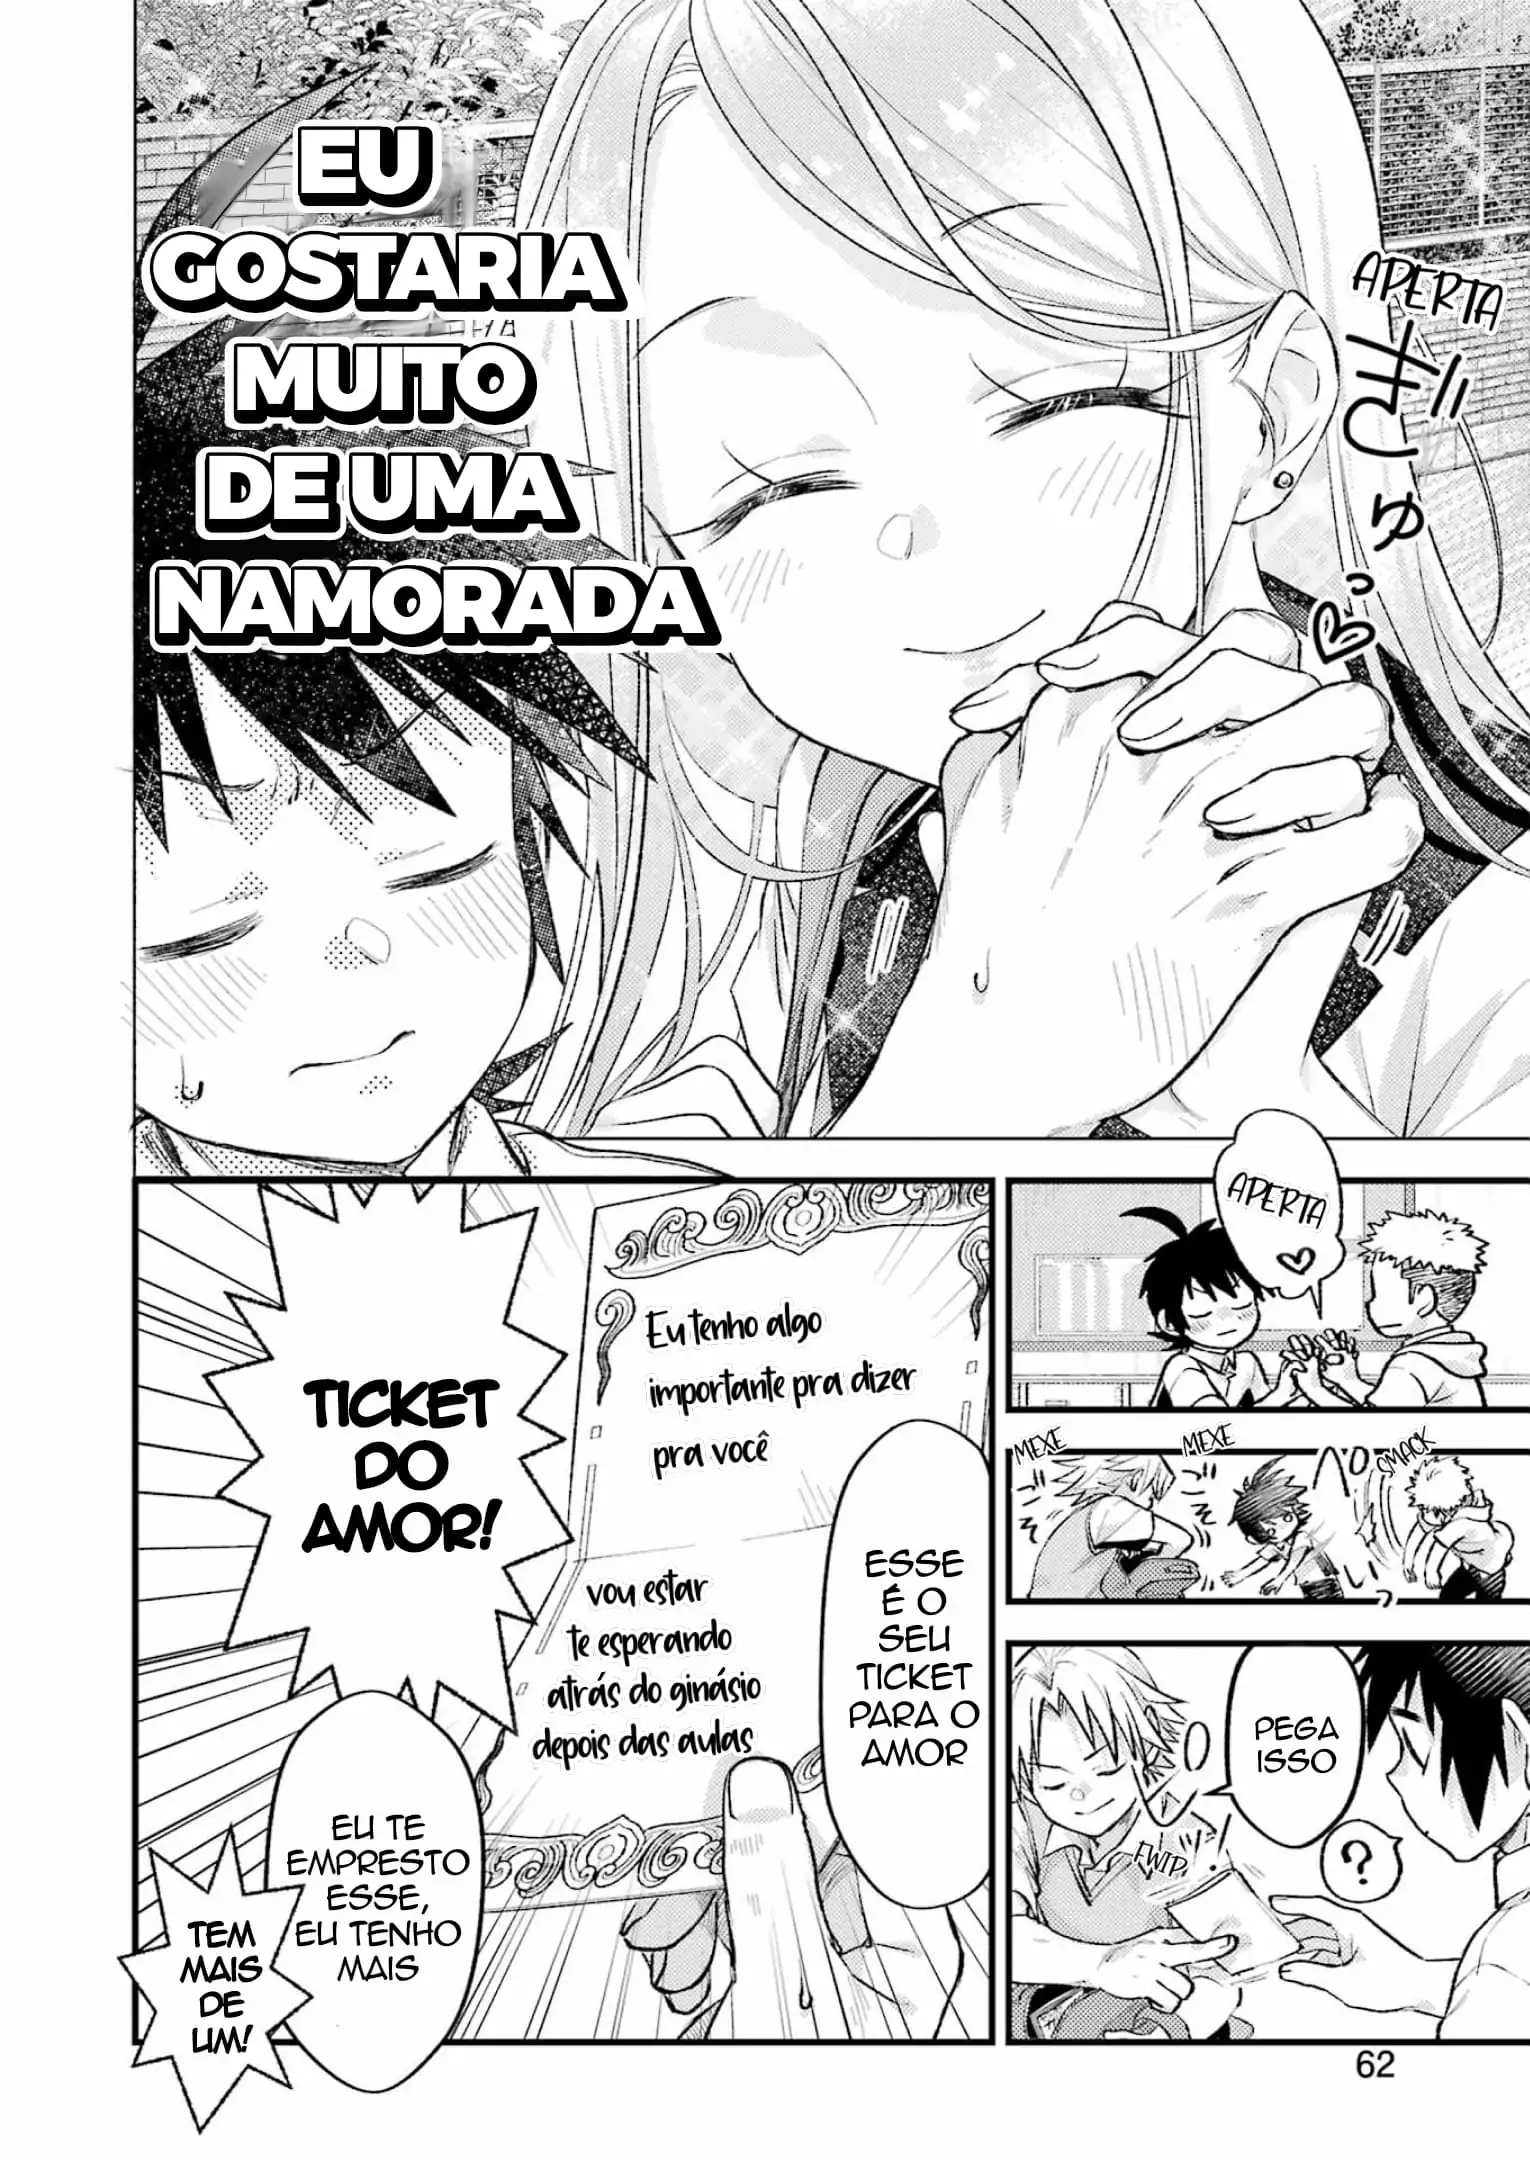 EU
GOSTARIA
MUITO
DE UMA
NAMORADA
APERTA
ぎゅ
APERTA
SMACK
MEXE
MEXE
PEGA
ISSO
?
FWIP
ESSE
É O
SEU
TICKET
PARA O
AMOR
Eu tenho algo
importante pra dizer
pra você
vou estar
te esperando
atrás do ginásio
depois das aulas
TICKET
DO
AMOR!
EU TE
EMPRESTO
ESSE,
EU TENHO
MAIS
TEM
MAIS
DE
UM!
62